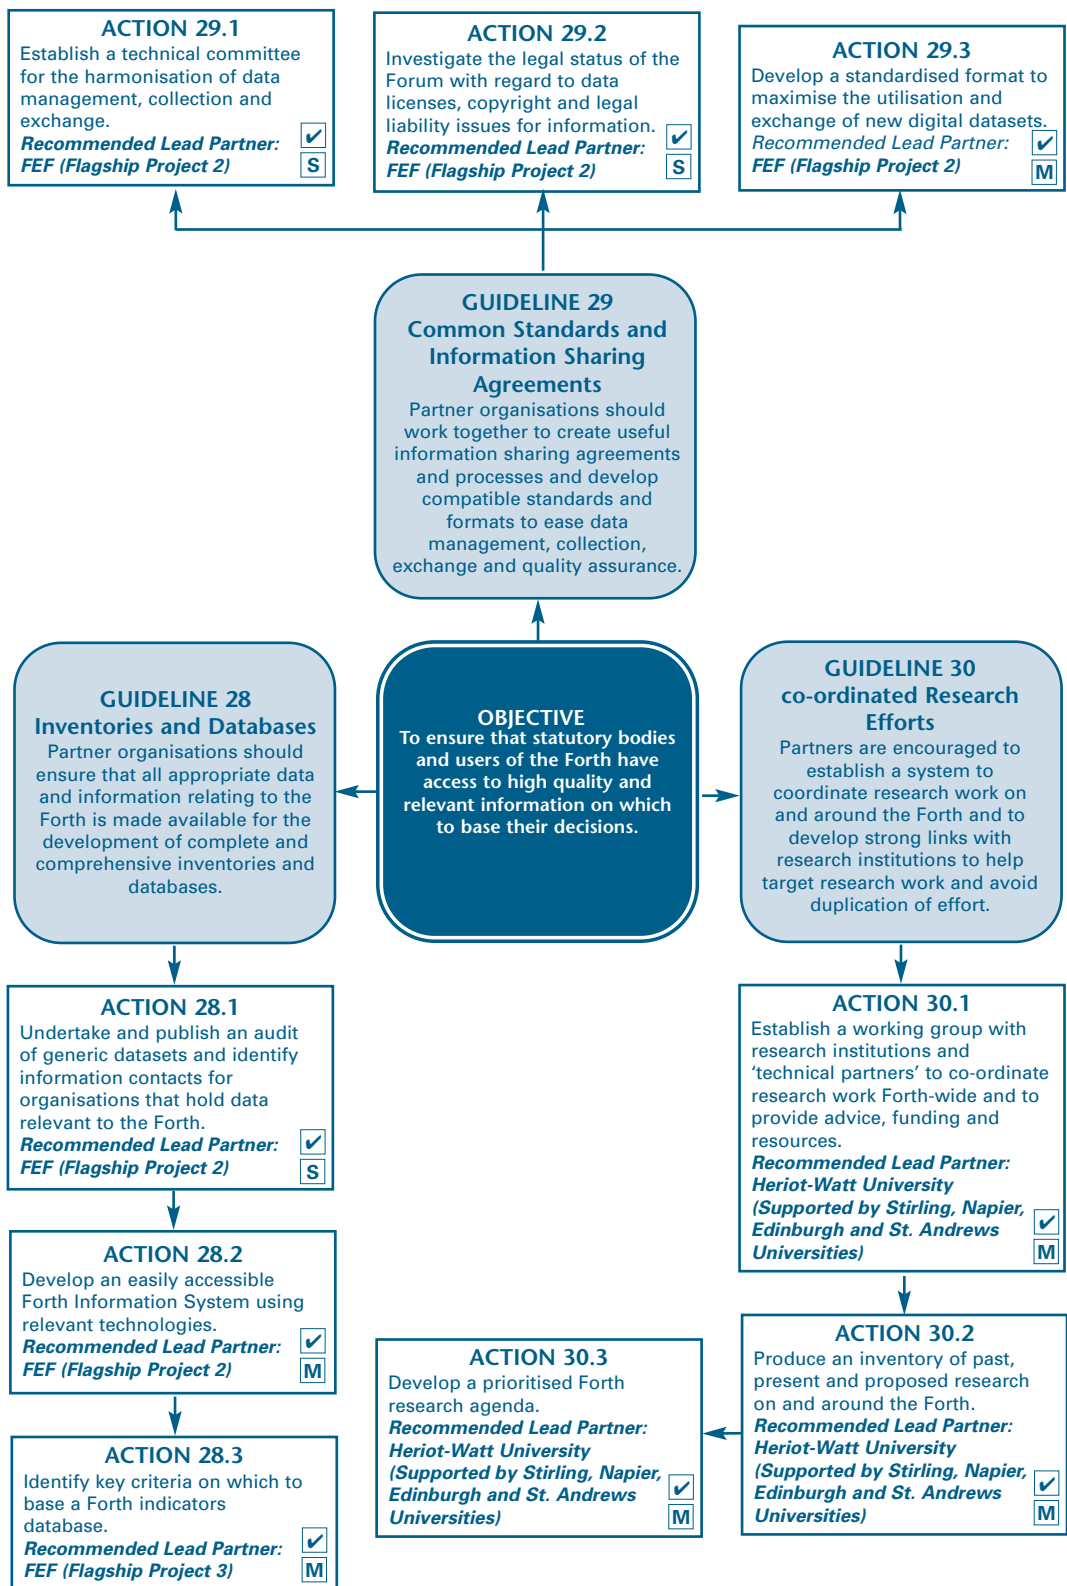 ACTION 29.1
Establish a technical committee
for the harmonisation of data
management, collection and
exchange.
Recommended Lead Partner:
FEF (Flagship Project 2)
✔
S
ACTION 29.2
Investigate the legal status of the
Forum with regard to data
licenses, copyright and legal
liability issues for information.
Recommended Lead Partner:
FEF (Flagship Project 2)
✔
S
ACTION 29.3
Develop a standardised format to
maximise the utilisation and
exchange of new digital datasets.
Recommended Lead Partner:
FEF (Flagship Project 2)
✔
M
GUIDELINE 29
Common Standards and
Information Sharing
Agreements
Partner organisations should
work together to create useful
information sharing agreements
and processes and develop
compatible standards and
formats to ease data
management, collection,
exchange and quality assurance.
GUIDELINE 28
Inventories and Databases
Partner organisations should
ensure that all appropriate data
and information relating to the
Forth is made available for the
development of complete and
comprehensive inventories and
databases.
OBJECTIVE
To ensure that statutory bodies
and users of the Forth have
access to high quality and
relevant information on which
to base their decisions.
GUIDELINE 30
co-ordinated Research
Efforts
Partners are encouraged to
establish a system to
coordinate research work on
and around the Forth and to
develop strong links with
research institutions to help
target research work and avoid
duplication of effort.
ACTION 28.1
Undertake and publish an audit
of generic datasets and identify
information contacts for
organisations that hold data
relevant to the Forth.
Recommended Lead Partner:
FEF (Flagship Project 2)
✔
S
ACTION 30.1
Establish a working group with
research institutions and
‘technical partners’ to co-ordinate
research work Forth-wide and to
provide advice, funding and
resources.
Recommended Lead Partner:
Heriot-Watt University
(Supported by Stirling, Napier,
Edinburgh and St. Andrews
Universities)
✔
M
ACTION 28.2
Develop an easily accessible
Forth Information System using
relevant technologies.
Recommended Lead Partner:
FEF (Flagship Project 2)
✔
M
ACTION 30.2
Produce an inventory of past,
present and proposed research
on and around the Forth.
Recommended Lead Partner:
Heriot-Watt University
(Supported by Stirling, Napier,
Edinburgh and St. Andrews
Universities)
✔
M
ACTION 30.3
Develop a prioritised Forth
research agenda.
Recommended Lead Partner:
Heriot-Watt University
(Supported by Stirling, Napier,
Edinburgh and St. Andrews
Universities)
✔
M
ACTION 28.3
Identify key criteria on which to
base a Forth indicators
database.
Recommended Lead Partner:
FEF (Flagship Project 3)
✔
M